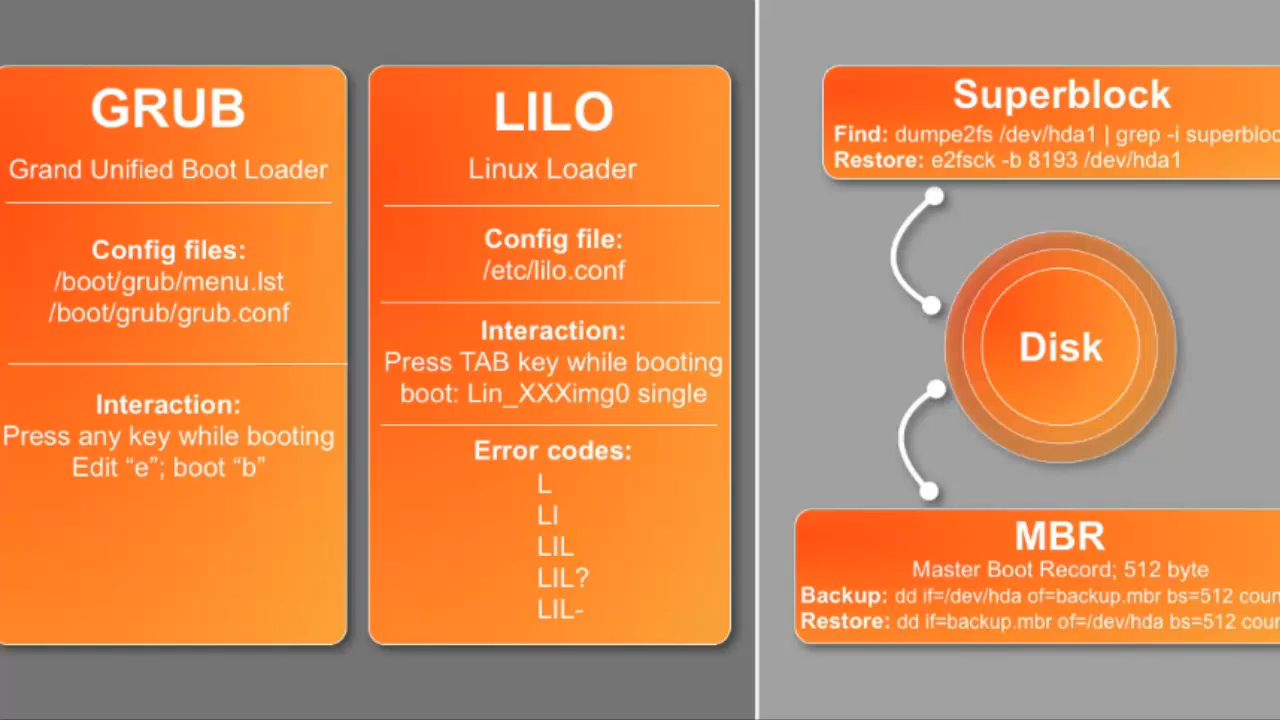 GRUB
Grand Unified Boot Loader
Config files:
/boot/grub/menu.lst
/boot/grub/grub.conf
Interaction:
Press any key while booting
Edit “e”; boot “b”
LILO
Linux Loader
Config file:
/etc/lilo.conf
Interaction:
Press TAB key while booting
boot: Lin_XXXimg0 single
Error codes:
L
LI
LIL
LIL?
LIL-
Superblock
Find: dumpe2fs /dev/hda1 | grep -i
Restore: e2fsck -b 8193 /dev/hda1
Disk
MBR
Master Boot Record; 512 byte
Backup: dd if=/dev/hda of=backup.mbr bs=512
Restore: dd if=backup.mbr of=/dev/hda bs=512